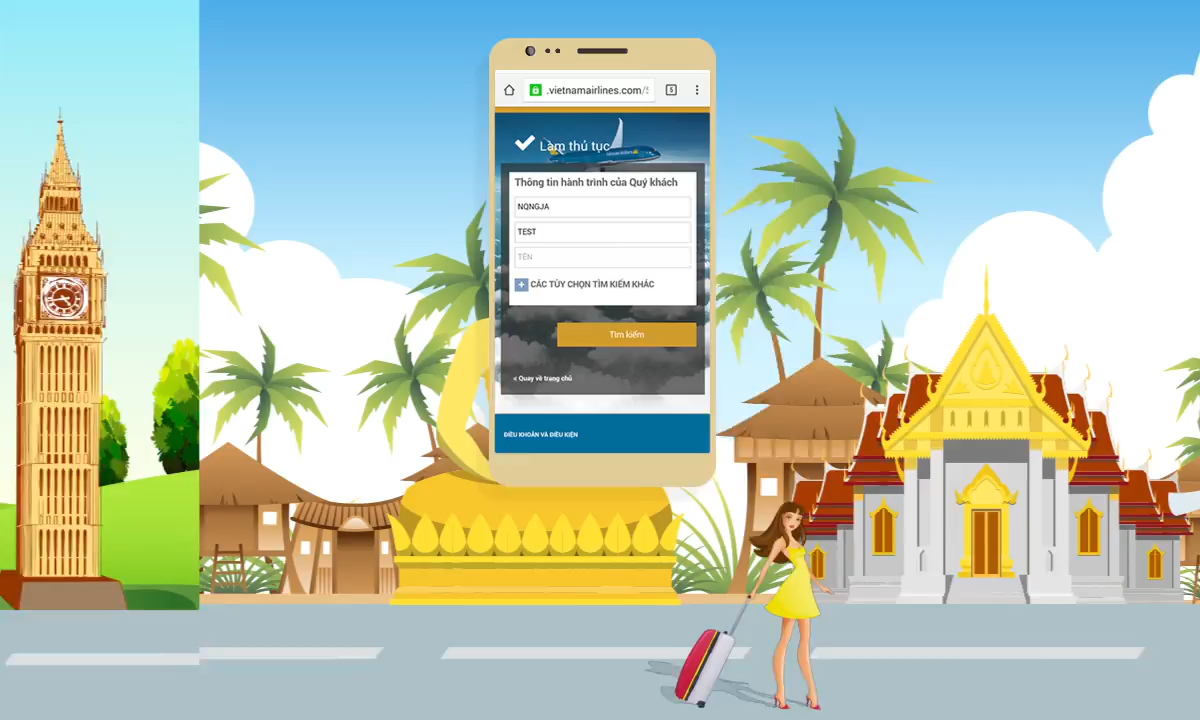 .vietnamairlines.com/
5
Làm thủ tục
Thông tin hành trình của Quý khách
NQNGJA
TEST
TÊN
+ CÁC TÙY CHỌN TÌM KIẾM KHÁC
Tìm kiếm
< Quay về trang chủ
ĐIỀU KHOẢN VÀ ĐIỀU KIỆN